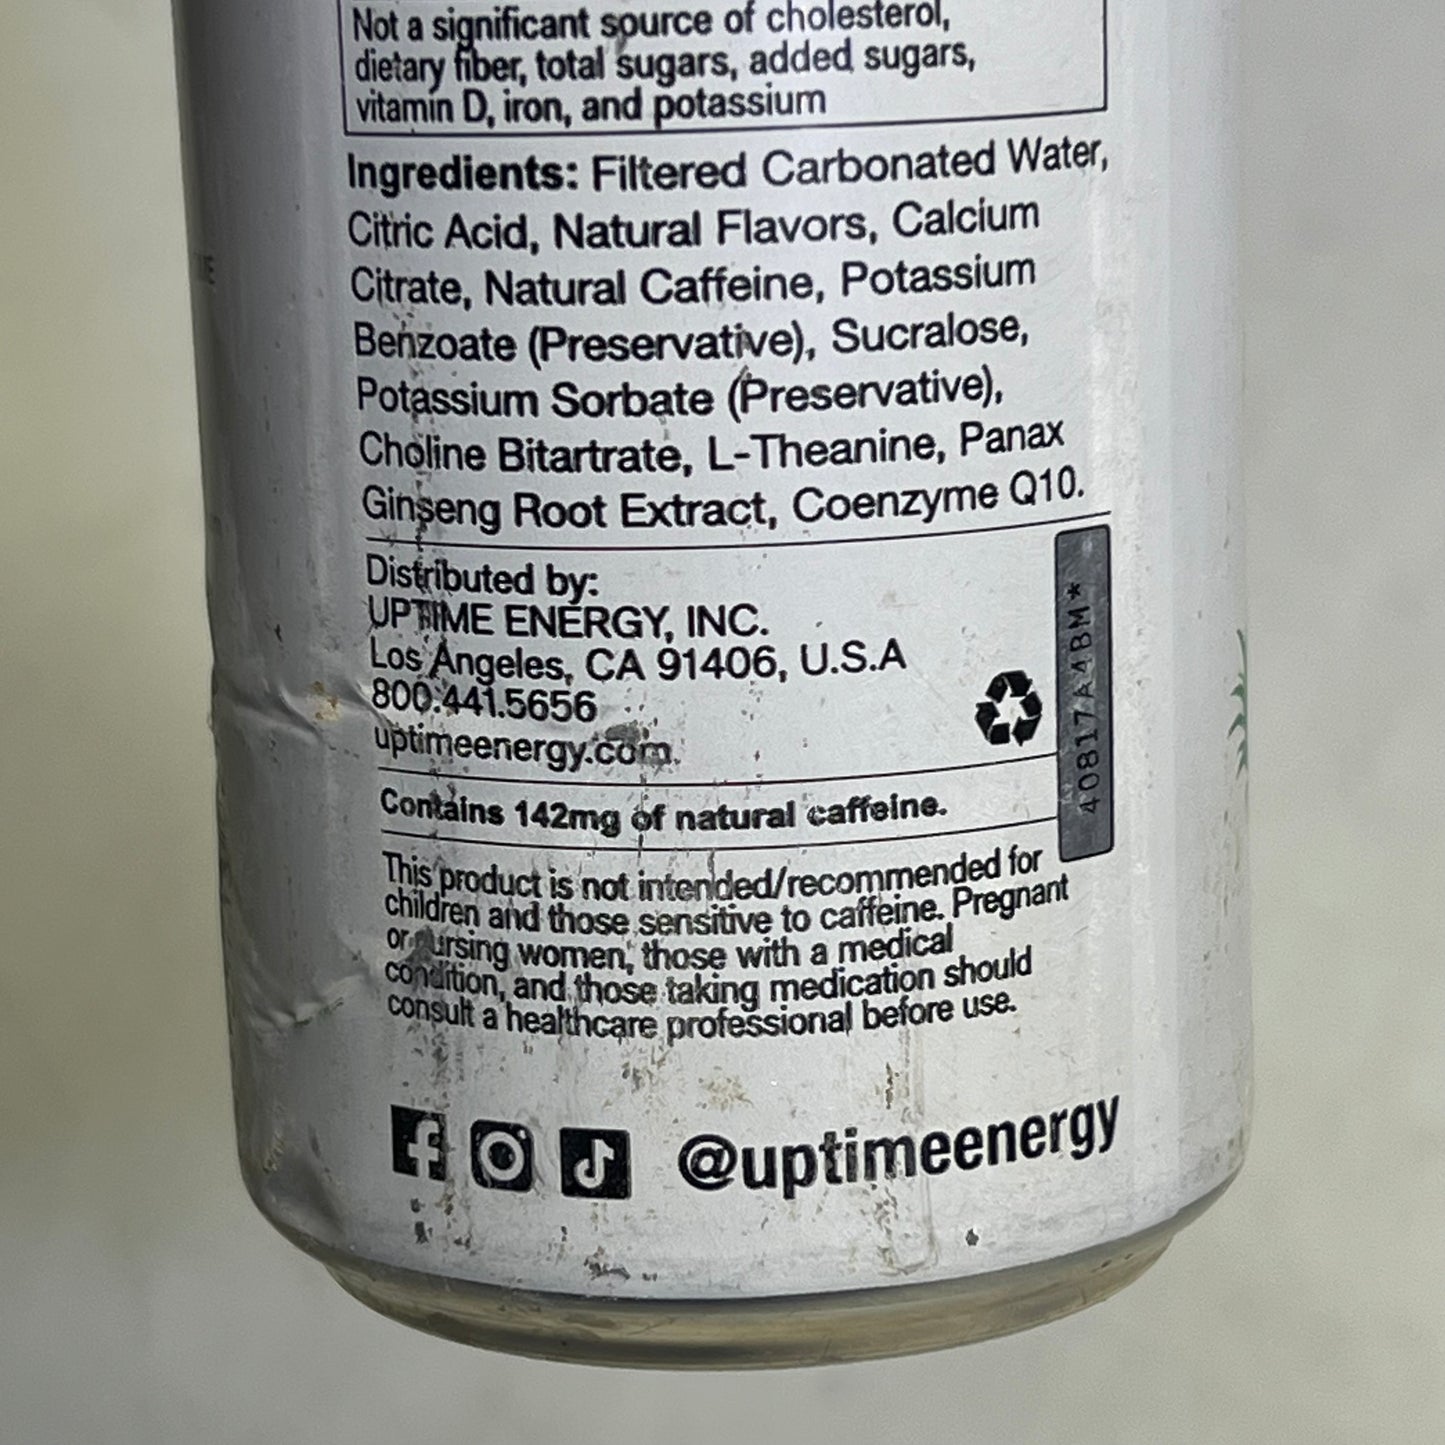 Not a significant source of cholesterol,
dietary fiber, total sugars, added sugars,
vitamin D, iron, and potassium
Ingredients: Filtered Carbonated Water,
Citric Acid, Natural Flavors, Calcium
Citrate, Natural Caffeine, Potassium
Benzoate (Preservative), Sucralose,
Potassium Sorbate (Preservative),
Choline Bitartrate, L-Theanine, Panax
Ginseng Root Extract, Coenzyme Q10.
Distributed by:
UPTIME ENERGY, INC.
Los Angeles, CA 91406, U.S.A
800.441.5656
uptimeenergy.com.
40817A4BM*
Contains 142mg of natural caffeine.
This product is not intended/recommended for
children and those sensitive to caffeine. Pregnant
or nursing women, those with a medical
condition, and those taking medication should
consult a healthcare professional before use.
@uptimeenergy